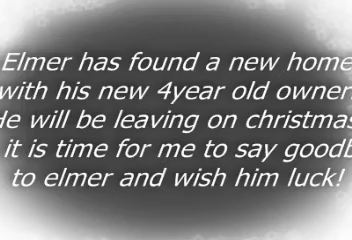 Elmer has found a new home
with his new 4year old owner
He will be leaving on christmas
it is time for me to say
to elmer and wish him luck!